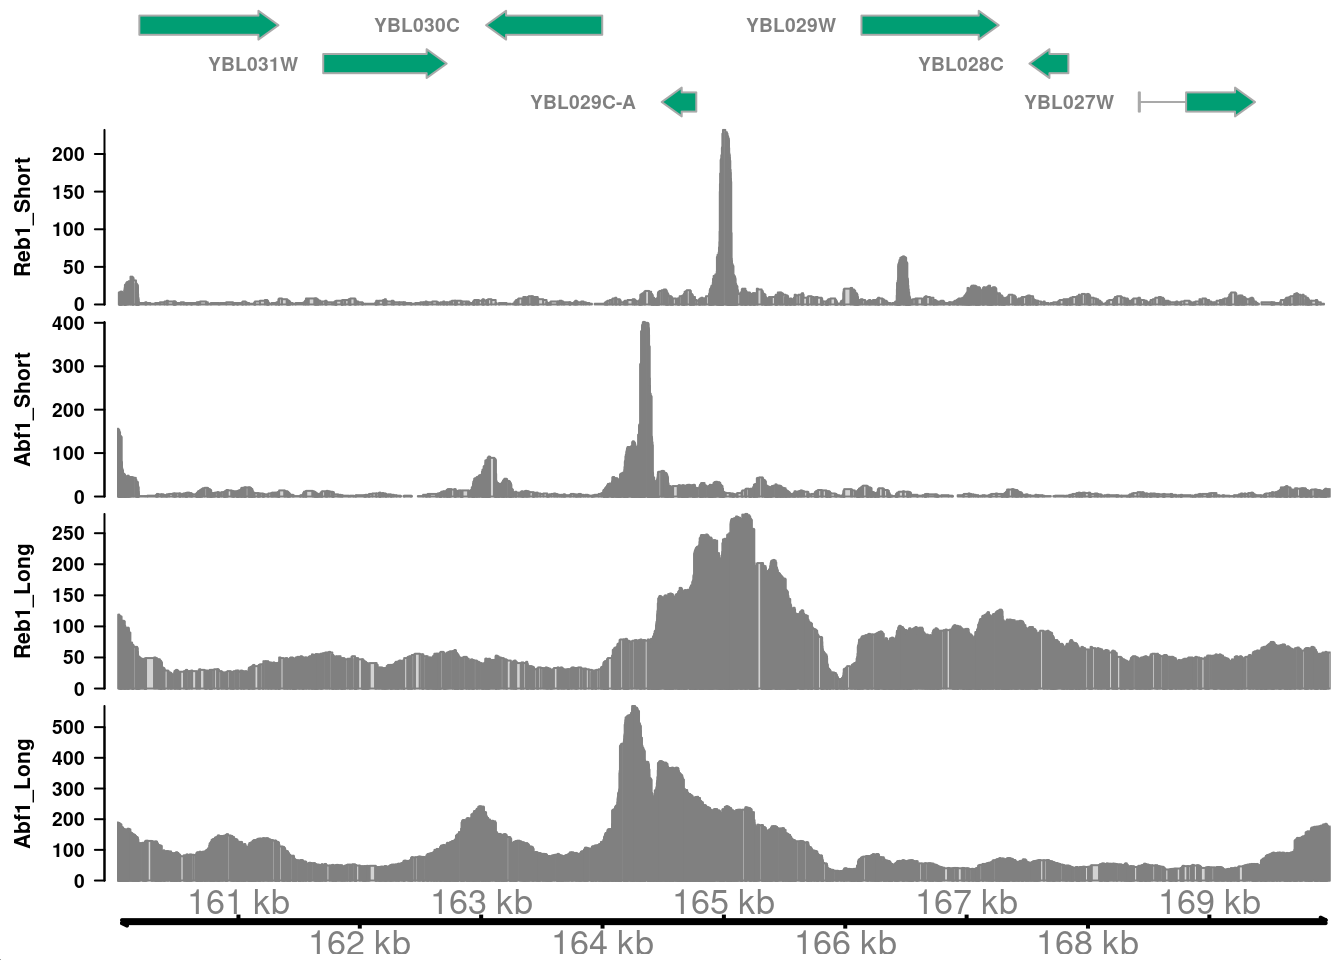 YBL030C
YBL029W
YBL031W
YBL028C
YBL029C-A
YBL027W
Reb1_Short
200
150
100
50
0
Abf1_Short
400
300
200
100
0
Reb1_Long
250
200
150
100
50
0
Abf1_Long
500
400
300
200
100
0
161 kb 163 kb 165 kb 167 kb 169 kb
162 kb 164 kb 166 kb 168 kb